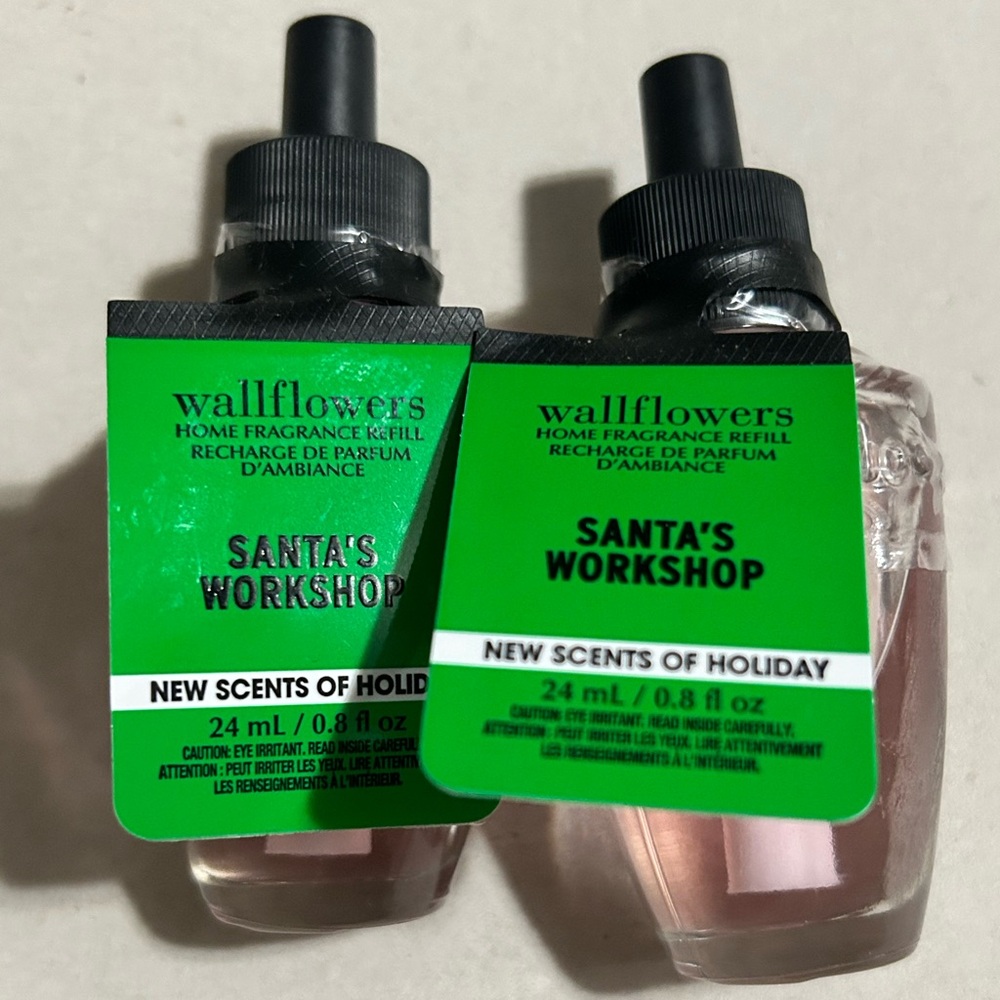 wallflowers
HOME FRAGRANCE REFILL
RECHARGE DE PARFUM
D'AMBIANCE
SANTA'S
WORKSHOP
NEW SCENTS OF HOLID
24 mL / 0.8 fl oz
CAUTION: EYE IRRITANT. READ INSIDE CAREFUL
ATTENTION : PEUT IRRITER LES YEUX. LIRE ATTENTIV
LES RENSEIGNEMENTS À L'INTÉRIEUR.
wallflowers
HOME FRAGRANCE REFILL
RECHARGE DE PARFUM
D'AMBIANCE
SANTA'S
WORKSHOP
NEW SCENTS OF HOLIDAY
24 mL / 0.8 fl oz
CAUTION: EYE IRRITANT. READ INSIDE CAREFULLY.
ATTENTION : PEUT IRRITER LES YEUX. LIRE ATTENTIVEMENT
LES RENSEIGNEMENTS À L'INTÉRIEUR.